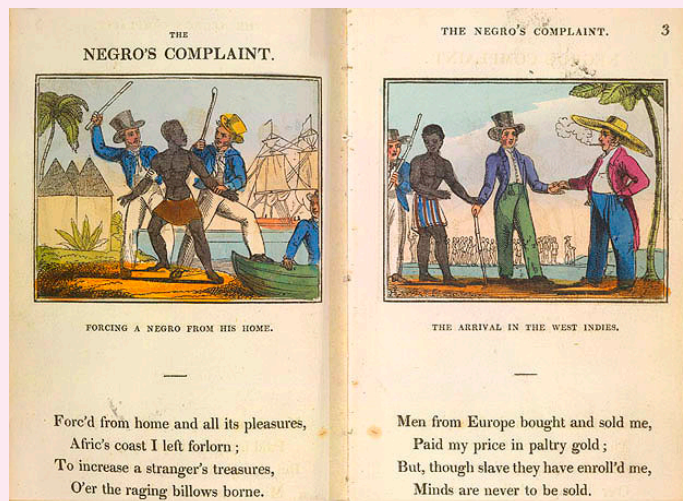 THE
NEGRO'S COMPLAINT.
FORCING A NEGRO FROM HIS HOME.
Forc'd from home and all its pleasures,
Afric's coast I left forlorn;
To increase a stranger's treasures,
O'er the raging billows borne.
THE NEGRO'S COMPLAINT.
3
THE ARRIVAL IN THE WEST INDIES.
Men from Europe bought and sold me,
Paid my price in paltry gold;
But, though slave they have enroll'd me,
Minds are never to be sold.